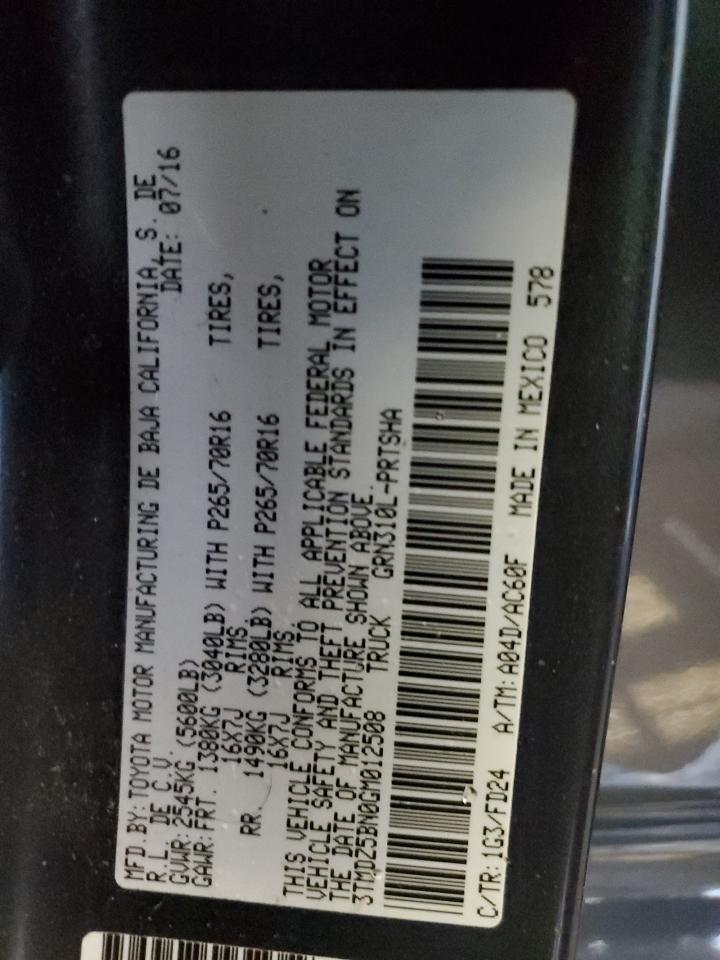 MFD.BY: TOYOTA MOTOR MANUFACTURING DE BAJA CALIFORNIA, S. DE
R. L. DE C.V. DATE: 07/16
GVWR: 2545KG (5600LB)
GAWR: FRT. 1380KG (3040LB) WITH P265/70R16 TIRES,
16X7J RIMS.
RR. 1490KG (3280LB) WITH P265/70R16 TIRES,
16X7J RIMS.
THIS VEHICLE CONFORMS TO ALL APPLICABLE FEDERAL MOTOR
VEHICLE SAFETY AND THEFT PREVENTION STANDARDS IN EFFECT ON
THE DATE OF MANUFACTURE SHOWN ABOVE.
3TMDZ5BN0GM012508 TRUCK GRN310L-PRTSHA
C/TR: 1G3/FD24 A/TM: A04D/AC60F MADE IN MEXICO 578